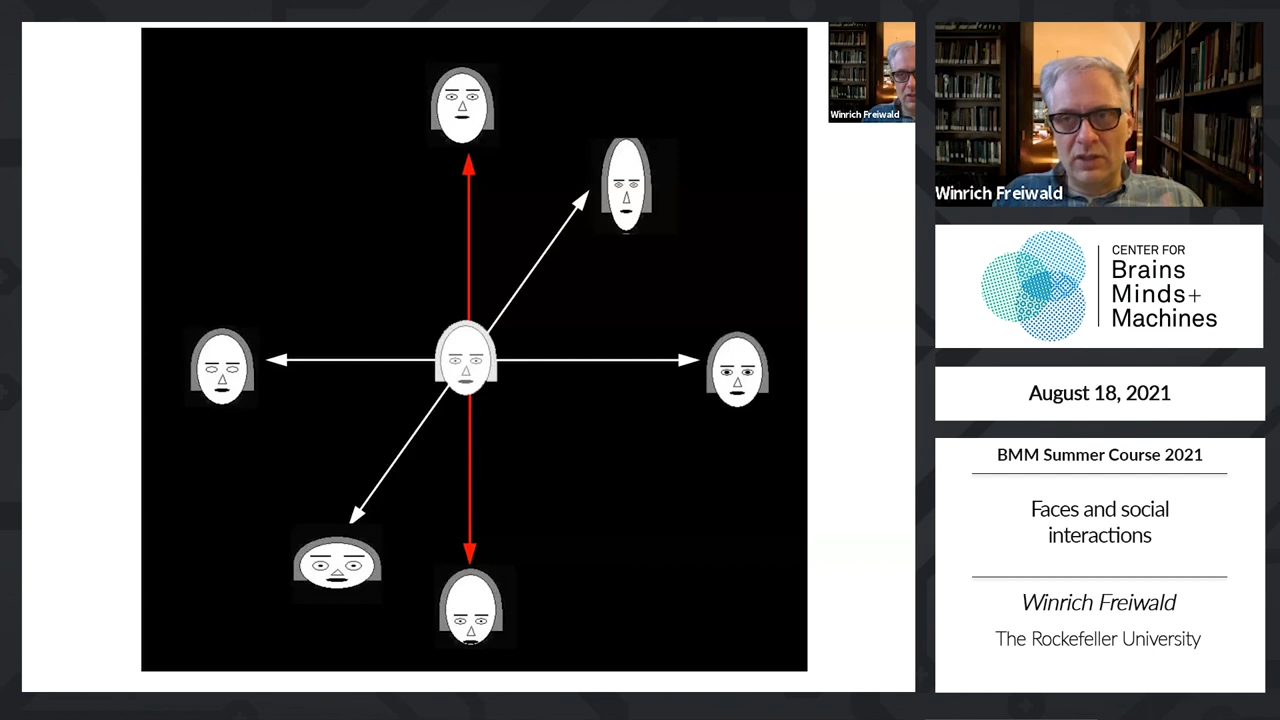 Winrich Freiwald
Winrich Freiwald
CENTER FOR
Brains
Minds+
Machines
August 18, 2021
BMM Summer Course 2021
Faces and social
interactions
Winrich Freiwald
The Rockefeller University